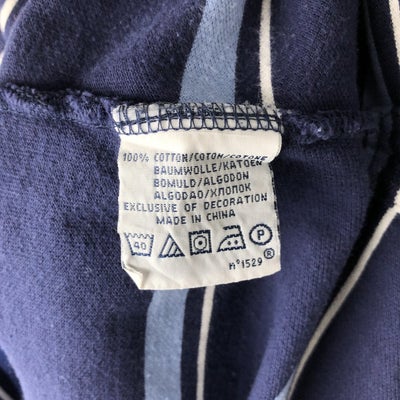 100% COTTON/COTON/COTONE
BAUMWOLLE/KATOEN
BOMULD/ALGODON
ALGODAO/ХЛОПОК
EXCLUSIVE OF DECORATION
MADE IN CHINA
40 P
n°1529®